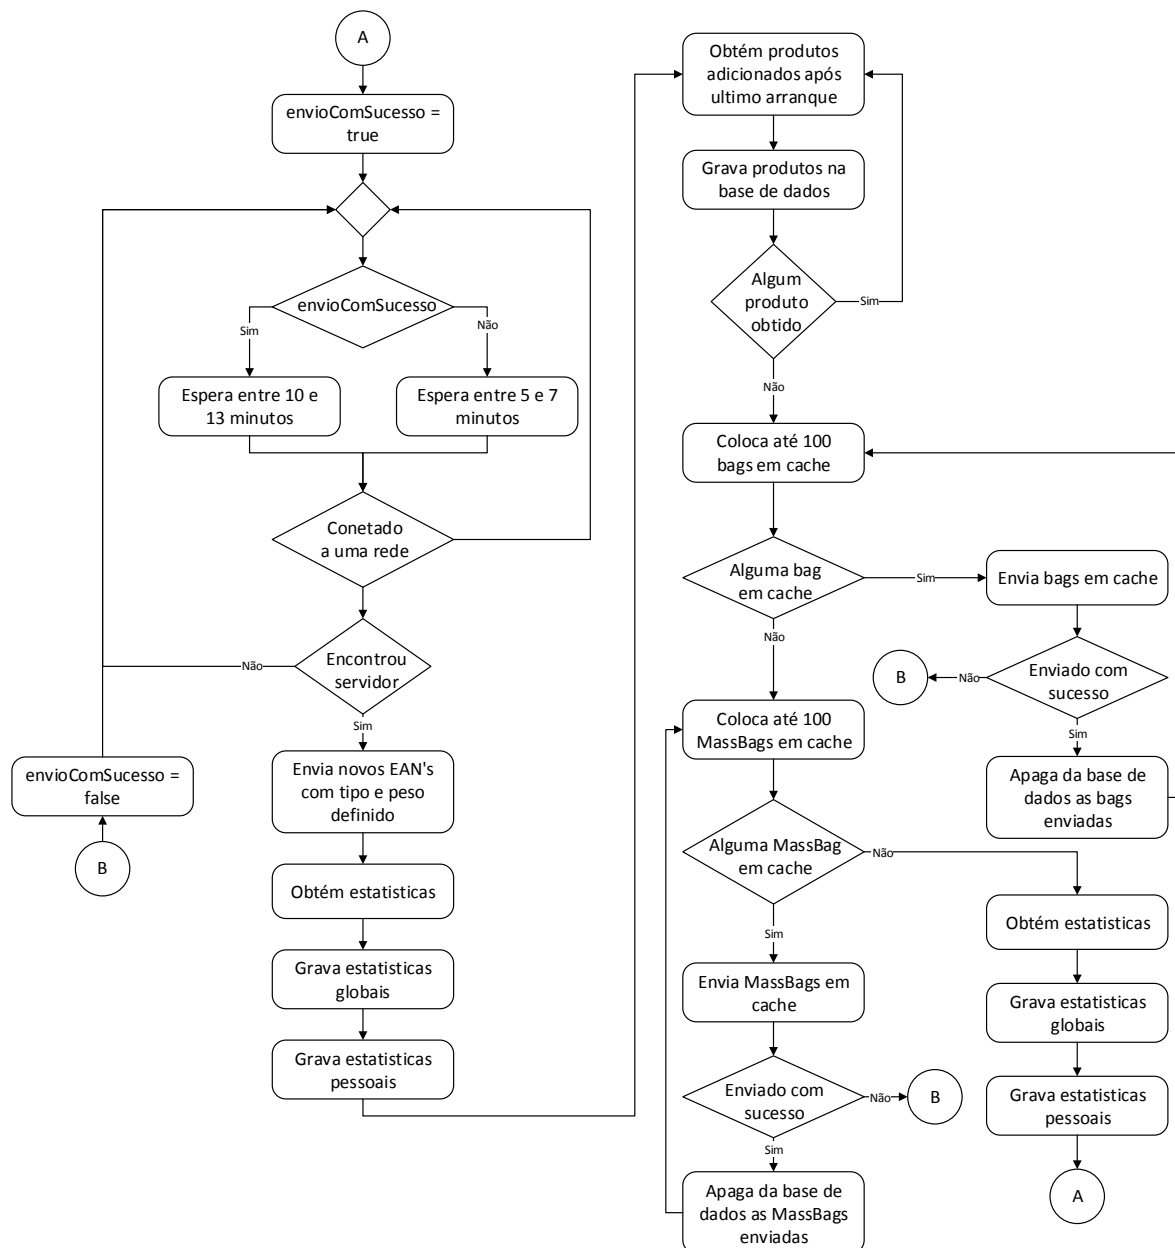 A
envioComSucesso =
true
envioComSucesso
Sim
Não
Espera entre 10 e
13 minutos
Espera entre 5 e 7
minutos
Conetado
a uma rede
Encontrou
servidor
Não
Sim
envioComSucesso =
false
B
Envia novos EAN's
com tipo e peso
definido
Obtém estatisticas
Grava estatisticas
globais
Grava estatisticas
pessoais
Obtém produtos
adicionados após
ultimo arranque
Grava produtos na
base de dados
Algum
produto
obtido
Sim
Não
Coloca até 100
bags em cache
Alguma bag
em cache
Sim
Não
Envia bags em cache
Enviado com
sucesso
Não
B
Sim
Apaga da base de
dados as bags
enviadas
Coloca até 100
MassBags em cache
Alguma MassBag
em cache
Não
Sim
Envia MassBags em
cache
Enviado com
sucesso
Não
B
Sim
Apaga da base de
dados as MassBags
enviadas
Obtém estatisticas
Grava estatisticas
globais
Grava estatisticas
pessoais
A